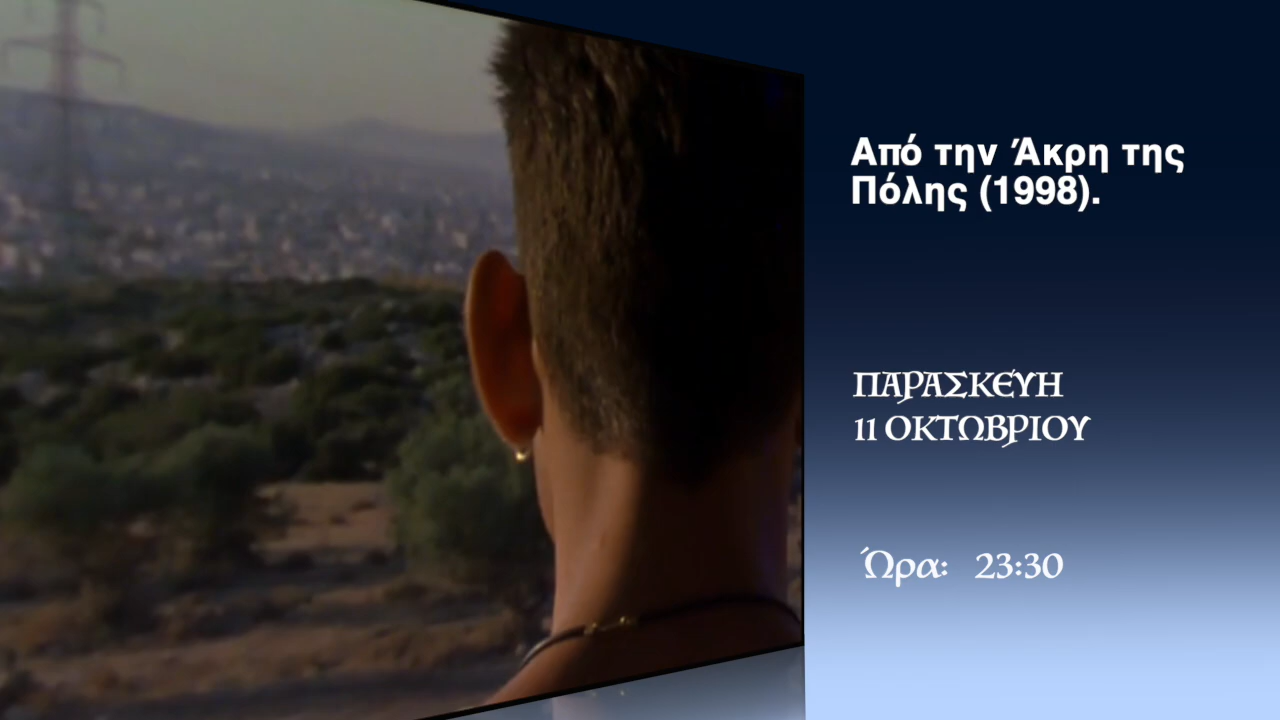 Από την Άκρη της
Πόλης (1998).
ΠΑΡΑΣΚΕΥΗ
11 ΟΚΤΩΒΡΙΟΥ
Ώρα: 23:30